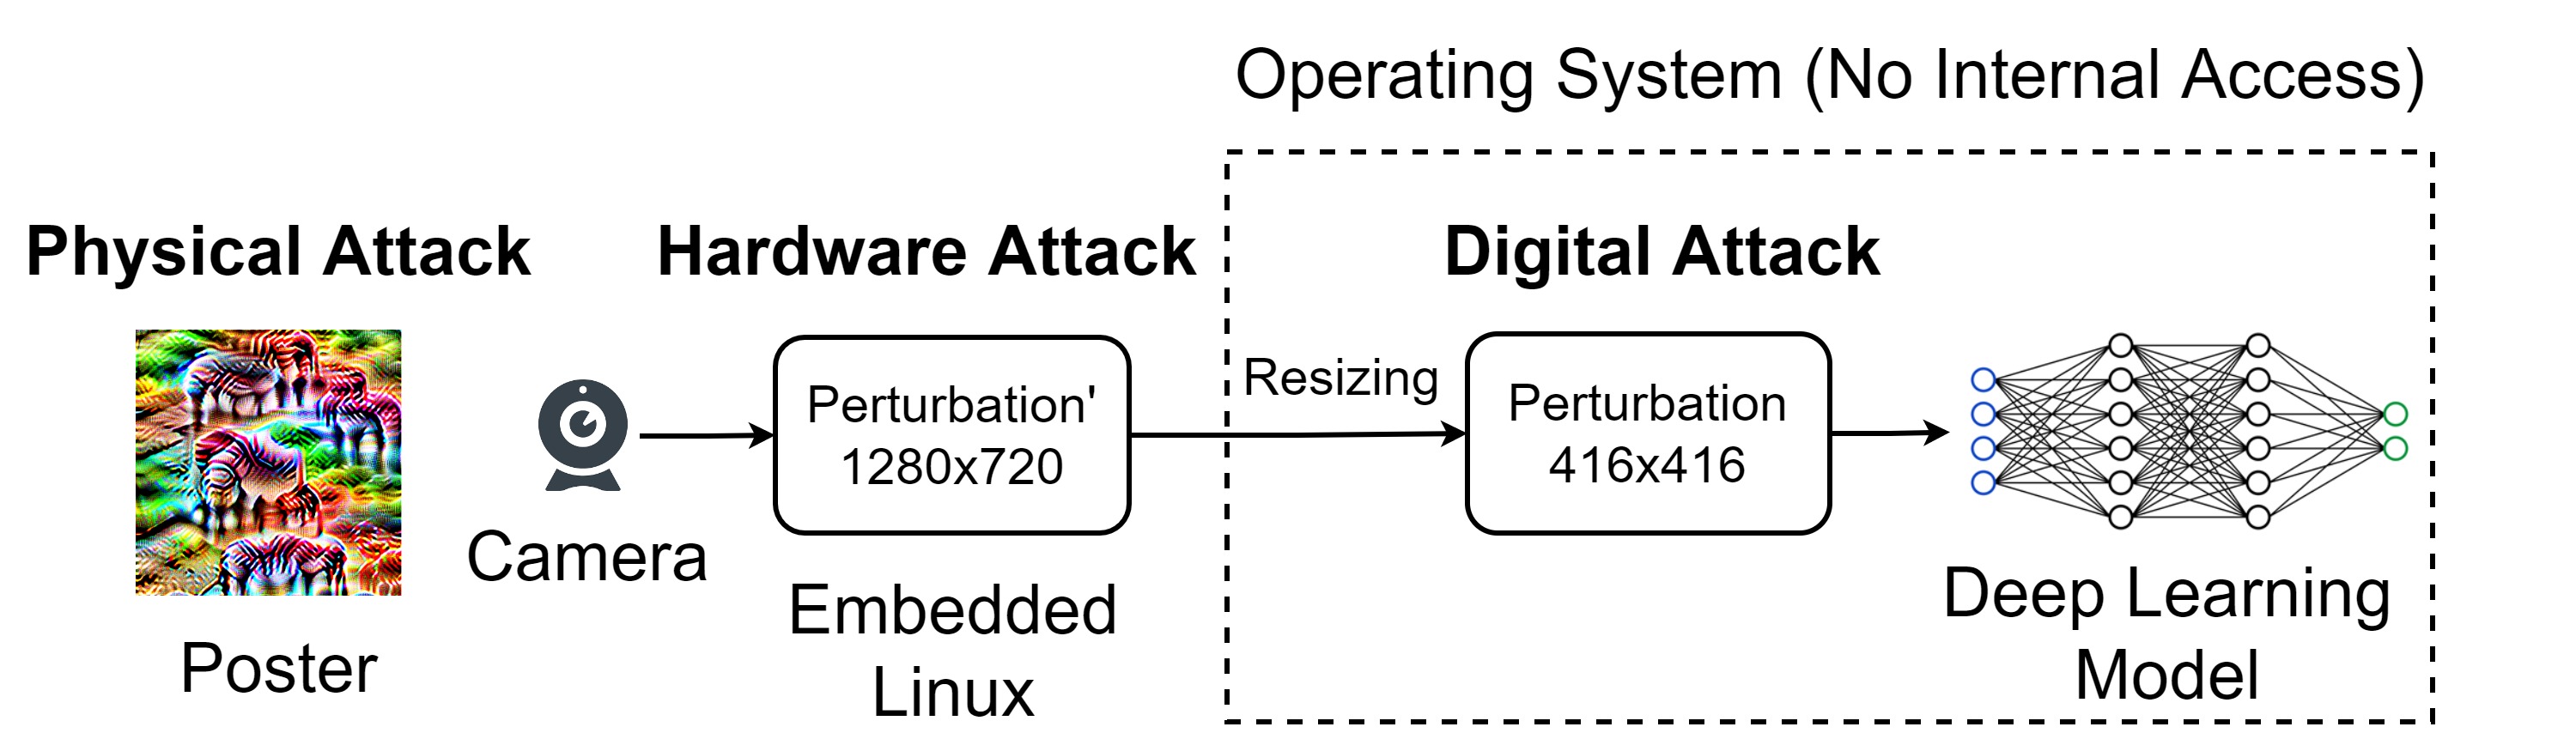 Operating System (No Internal Access)
Physical Attack
Hardware Attack
Digital Attack
Poster
Camera
Perturbation'
1280x720
Embedded
Linux
Resizing
Perturbation
416x416
Deep Learning
Model